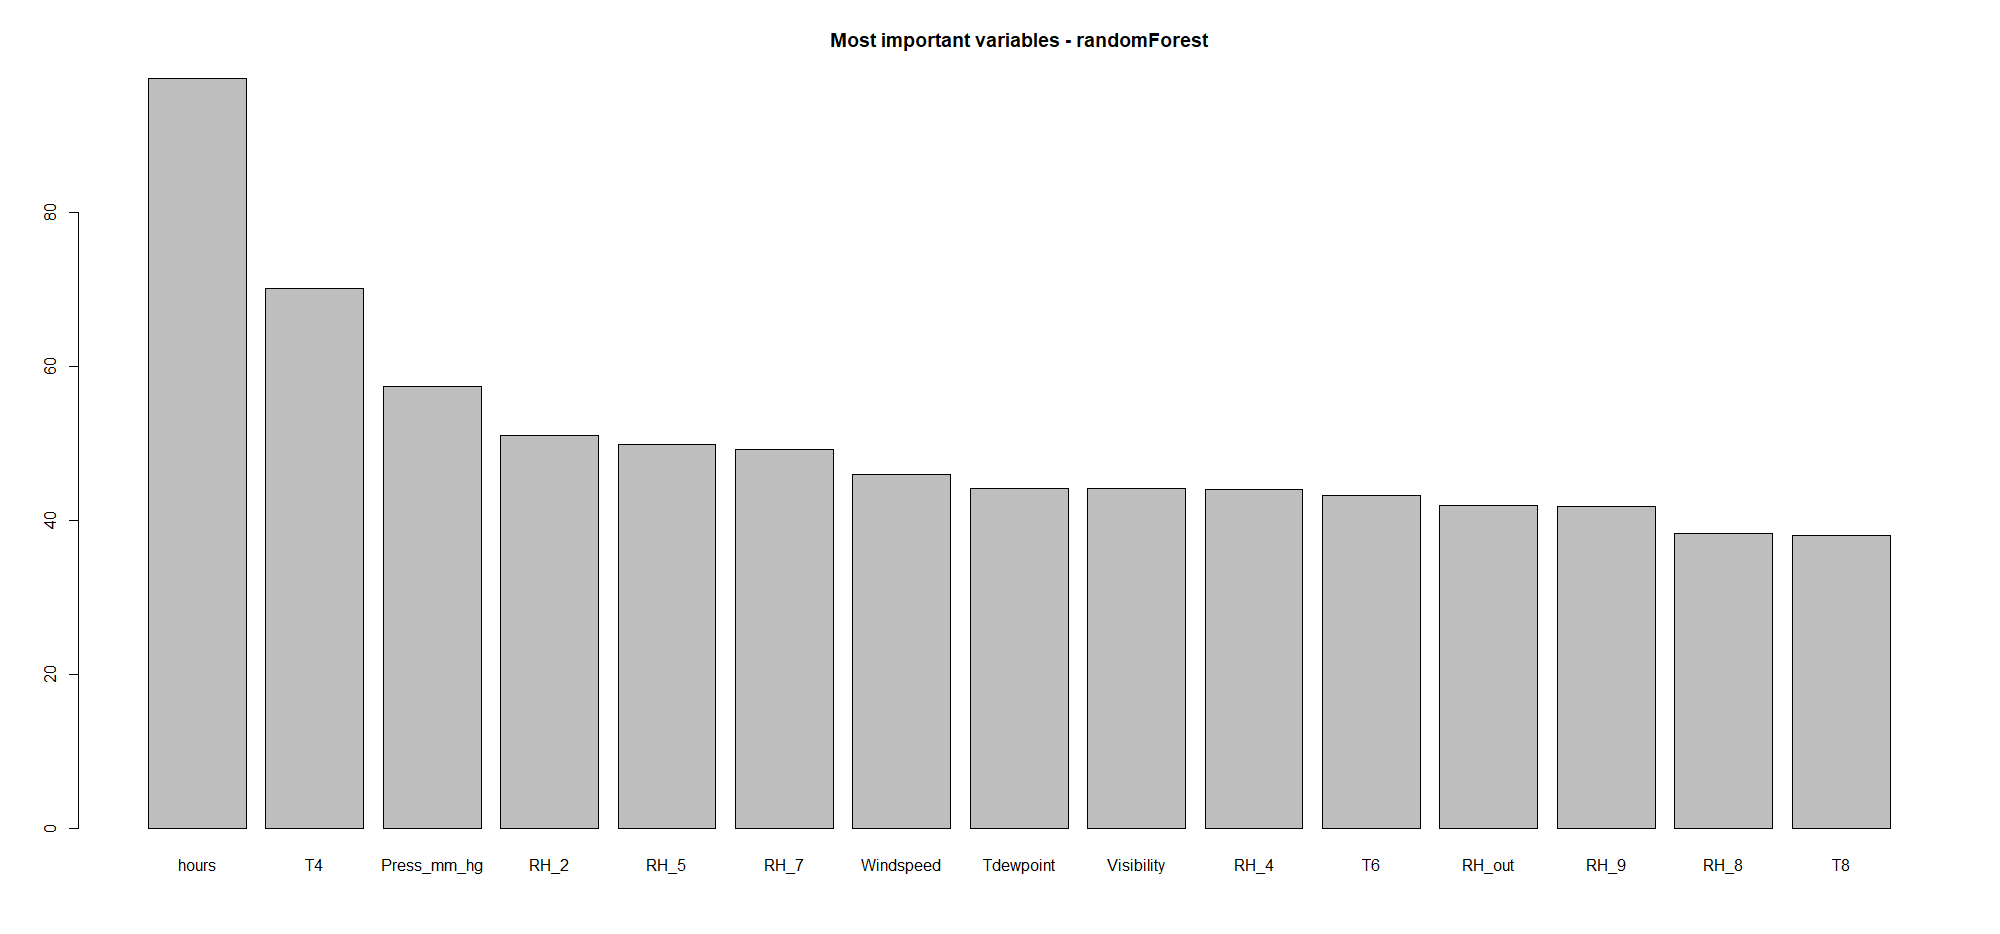 Most important variables - randomForest
80
60
40
20
0
hours T4 Press_mm_hg RH_2 RH_5 RH_7 Windspeed Tdewpoint Visibility RH_4 T6 RH_out RH_9 RH_8 T8